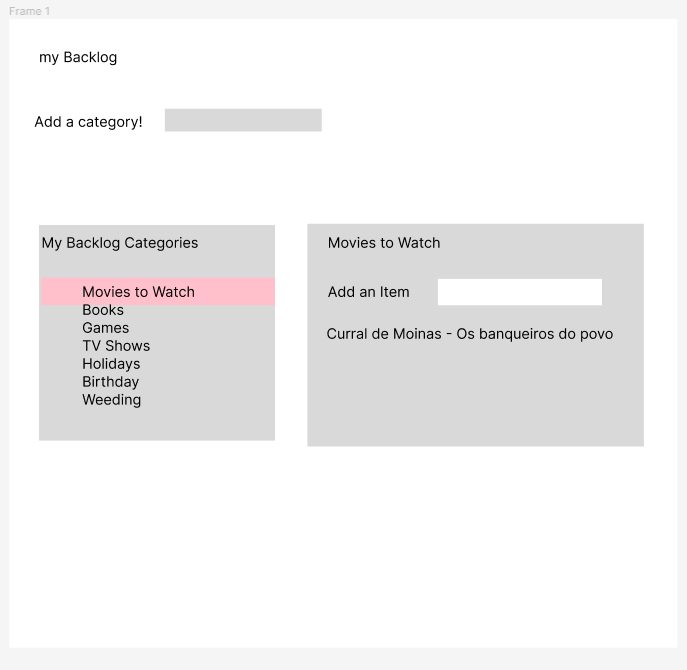 Frame 1
my Backlog
Add a category!
My Backlog Categories
Movies to Watch
Books
Games
TV Shows
Holidays
Birthday
Weeding
Movies to Watch
Add an Item
Curral de Moinas - Os banqueiros do povo